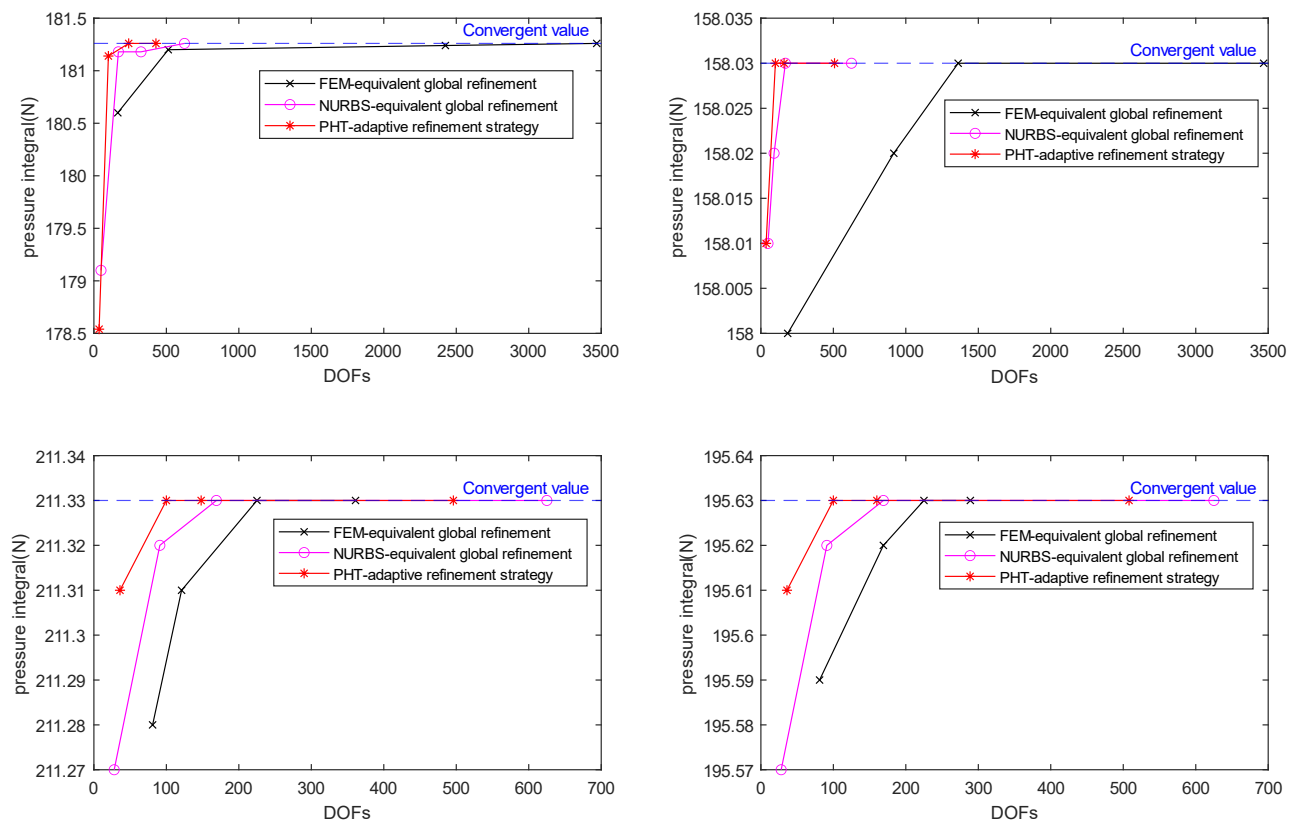 181.5
181
180.5
180
179.5
179
178.5
pressure integral(N)
Convergent value
FEM-equivalent global refinement
NURBS-equivalent global refinement
PHT-adaptive refinement strategy
0 500 1000 1500 2000 2500 3000 3500
DOFs
158.035
158.03
158.025
158.02
158.015
158.01
158.005
158
pressure integral(N)
Convergent value
FEM-equivalent global refinement
NURBS-equivalent global refinement
PHT-adaptive refinement strategy
0 500 1000 1500 2000 2500 3000 3500
DOFs
211.34
211.33
211.32
211.31
211.3
211.29
211.28
211.27
pressure integral(N)
Convergent value
FEM-equivalent global refinement
NURBS-equivalent global refinement
PHT-adaptive refinement strategy
0 100 200 300 400 500 600 700
DOFs
195.64
195.63
195.62
195.61
195.6
195.59
195.58
195.57
pressure integral(N)
Convergent value
FEM-equivalent global refinement
NURBS-equivalent global refinement
PHT-adaptive refinement strategy
0 100 200 300 400 500 600 700
DOFs